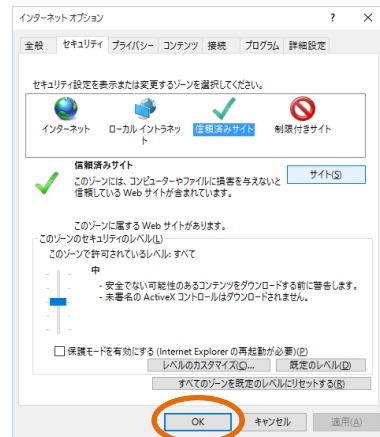 インターネット オプション ? ×
全般 セキュリティ プライバシー コンテンツ 接続 プログラム 詳細設定
セキュリティ設定を表示または変更するゾーンを選択してください。
インターネット ローカル イントラネッ 信頼済みサイト 制限付きサイト
ト
信頼済みサイト
サイト(S)
このゾーンには、コンピューターやファイルに損害を与えないと
信頼している Web サイトが含まれています。
このゾーンに属する Web サイトがあります。
このゾーンのセキュリティのレベル(L)
このゾーンで許可されているレベル: すべて
中
- 安全でない可能性のあるコンテンツをダウンロードする前に警告します。
- 未署名の ActiveX コントロールはダウンロードされません。
保護モードを有効にする (Internet Explorer の再起動が必要)(P)
レベルのカスタマイズ(C)... 既定のレベル(D)
すべてのゾーンを既定のレベルにリセットする(R)
OK キャンセル 適用(A)